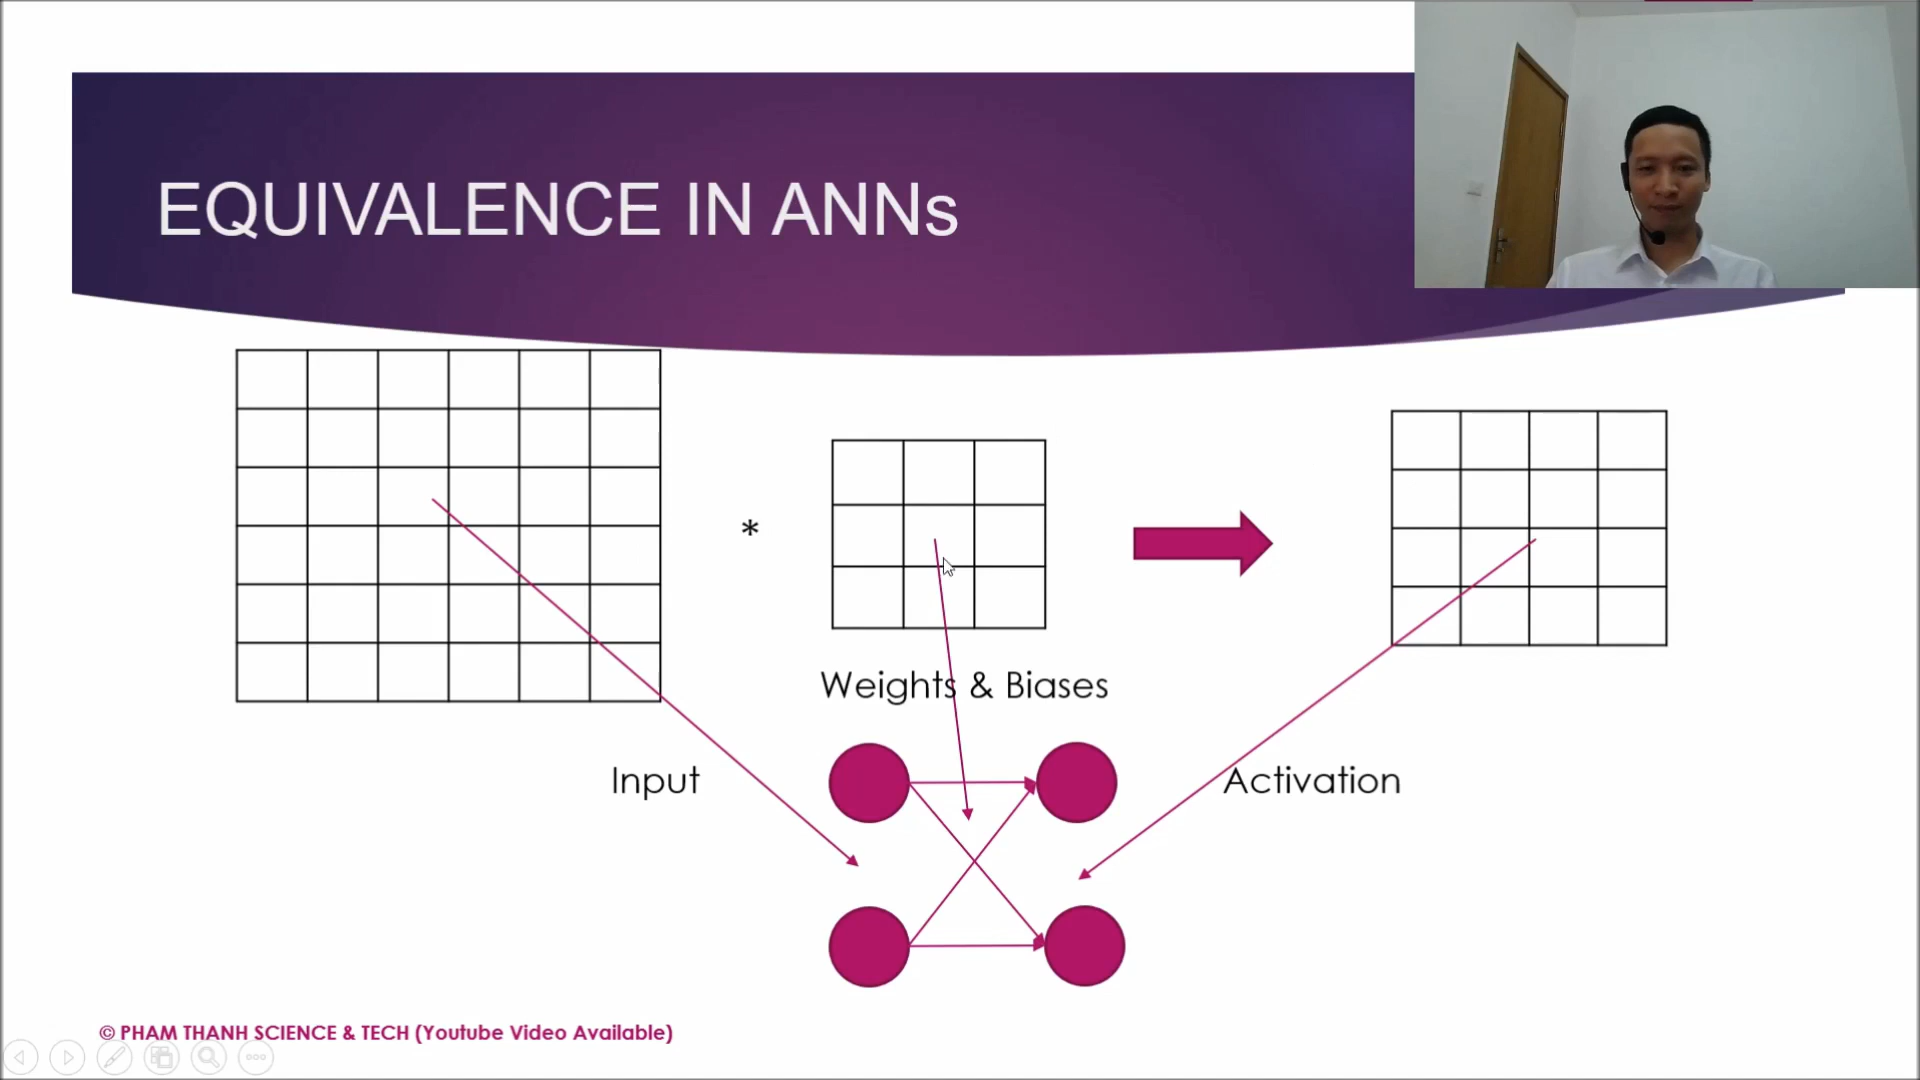 EQUIVALENCE IN ANNs
*
Weights & Biases
Input
Activation
© PHAM THANH SCIENCE & TECH (Youtube Video Available)